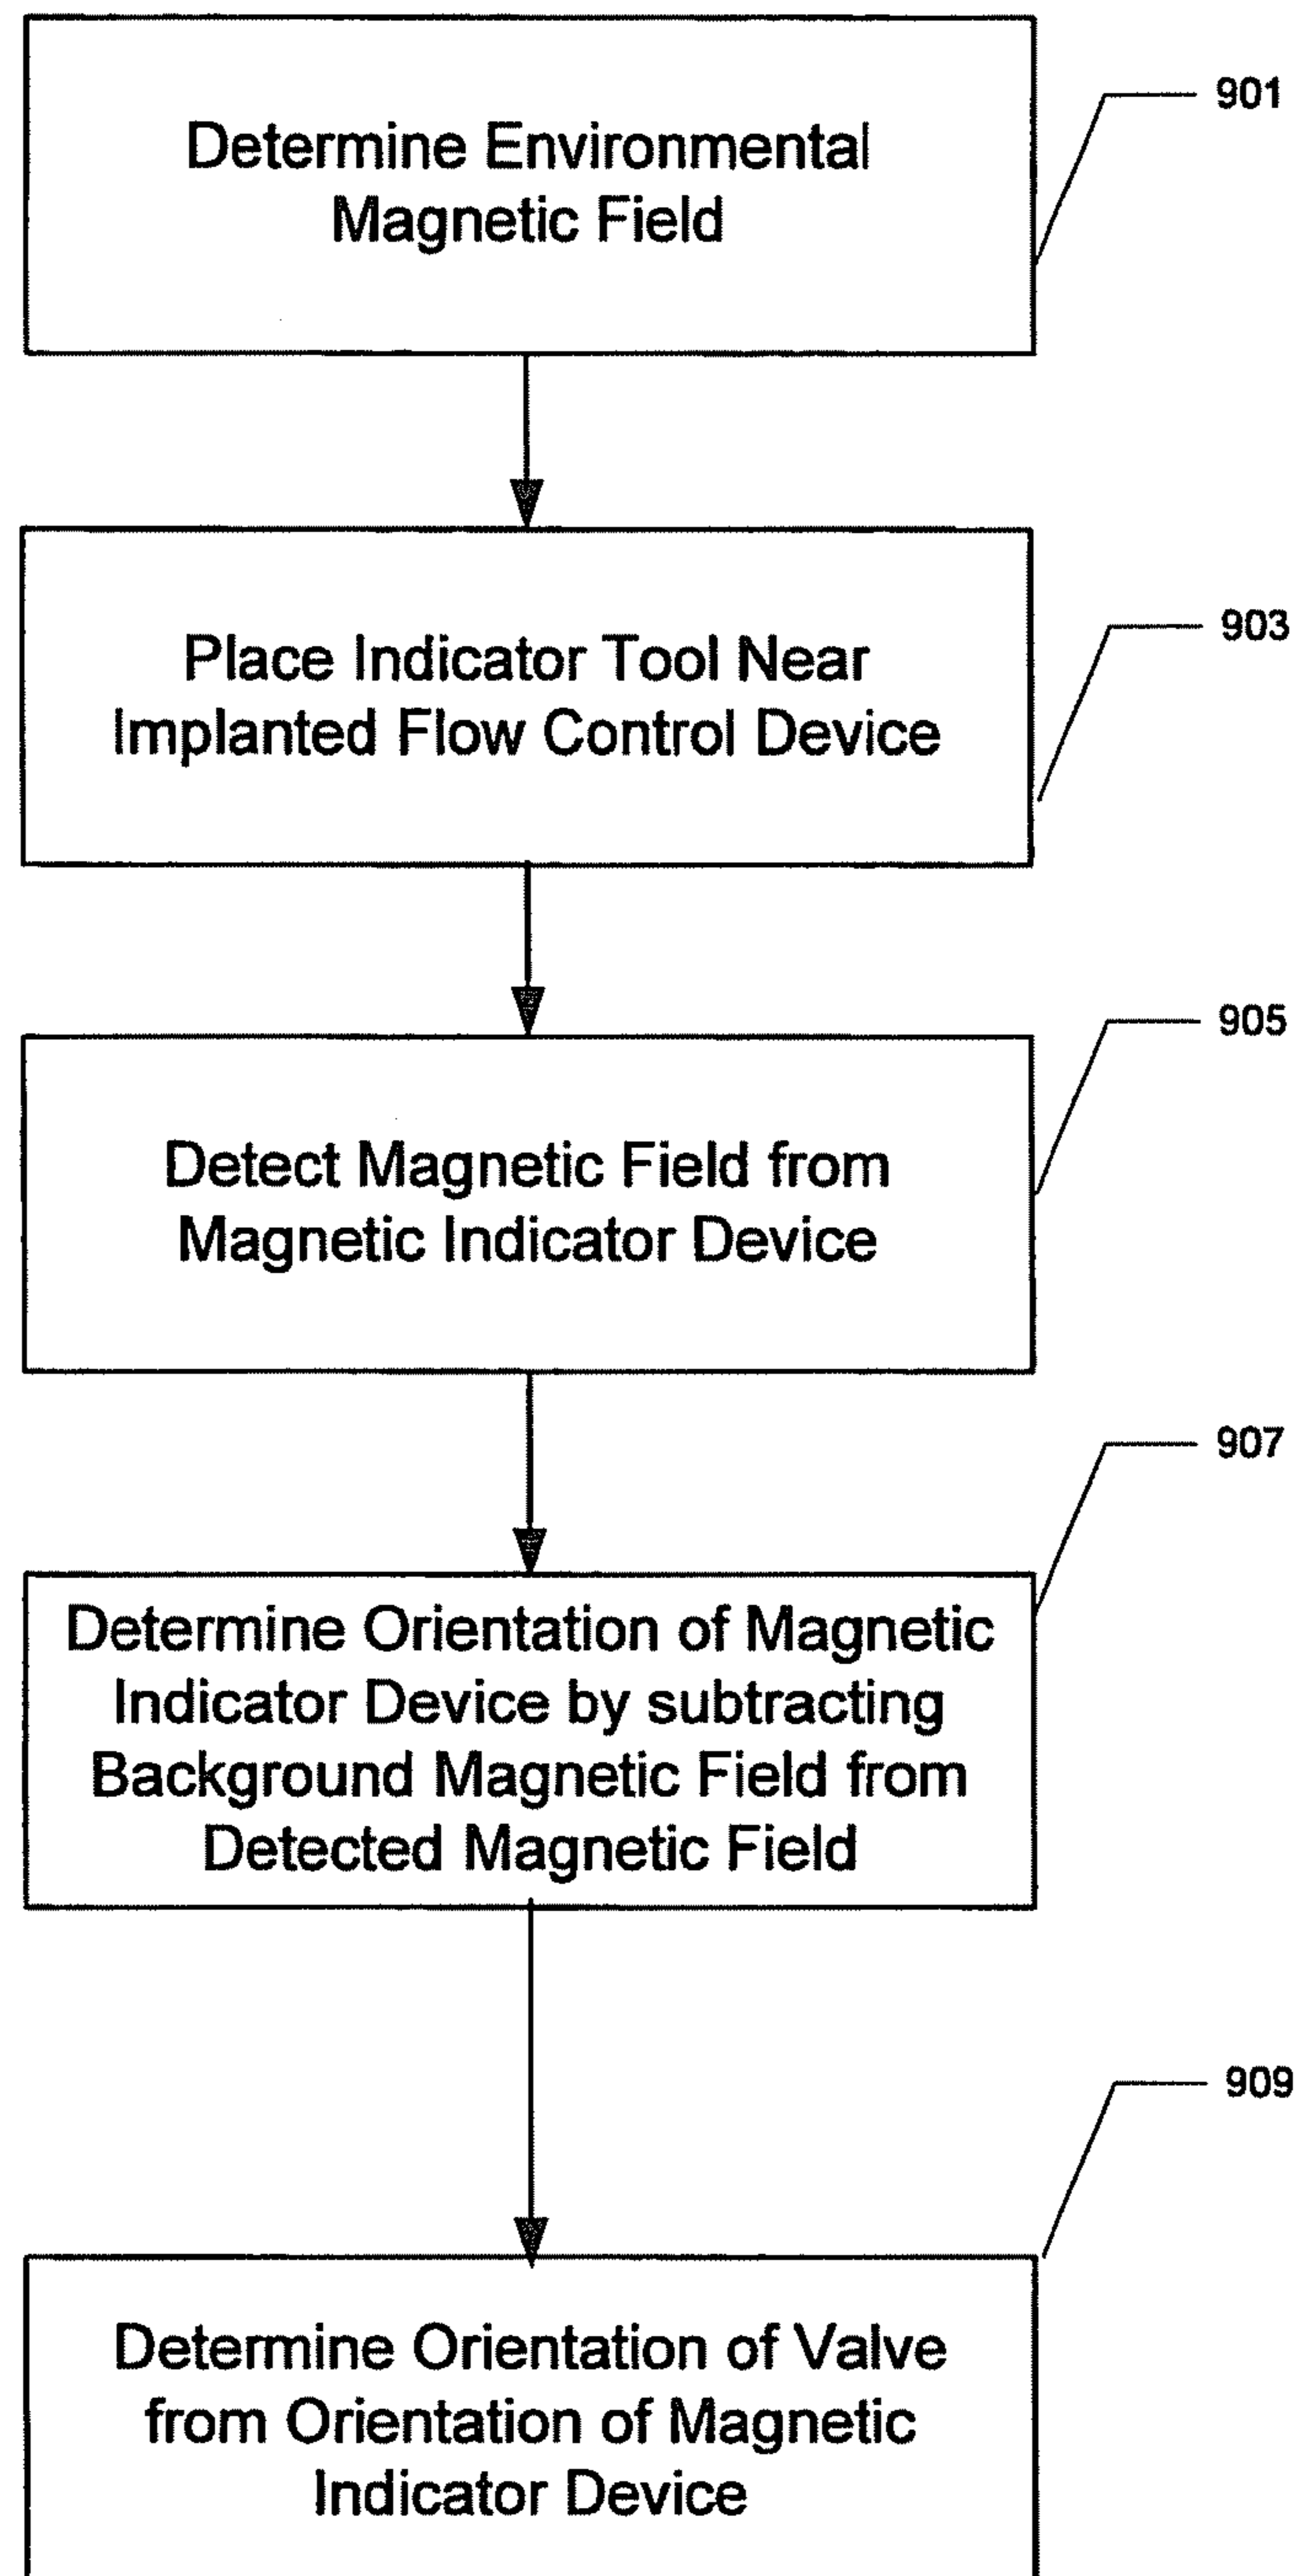 Determine Environmental
Magnetic Field
901
Place Indicator Tool Near
Implanted Flow Control Device
903
Detect Magnetic Field from
Magnetic Indicator Device
905
Determine Orientation of Magnetic
Indicator Device by subtracting
Background Magnetic Field from
Detected Magnetic Field
907
Determine Orientation of Valve
from Orientation of Magnetic
Indicator Device
909